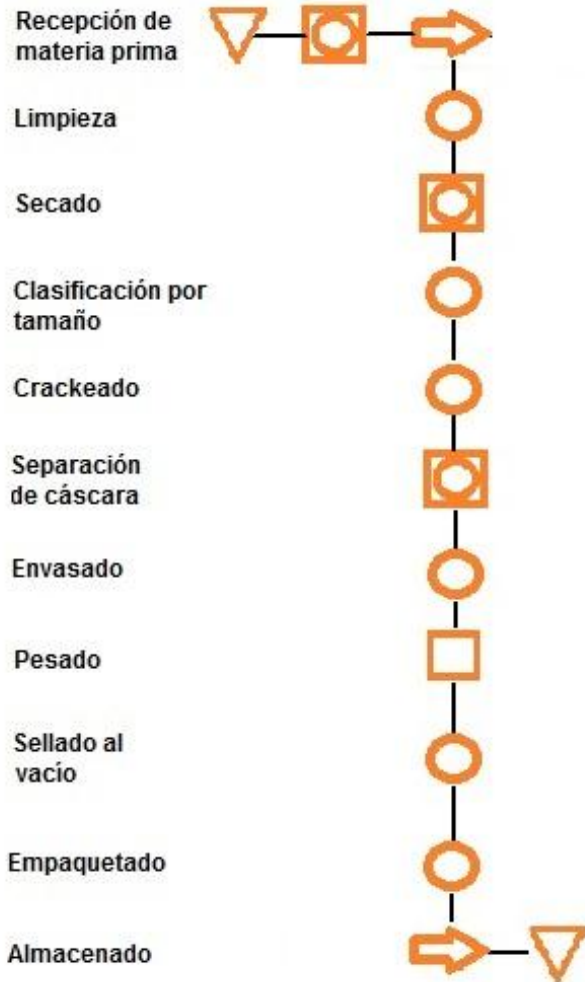 Recepción de
materia prima
Limpieza
Secado
Clasificación por
tamaño
Crackeado
Separación
de cáscara
Envasado
Pesado
Sellado al
vacío
Empaquetado
Almacenado